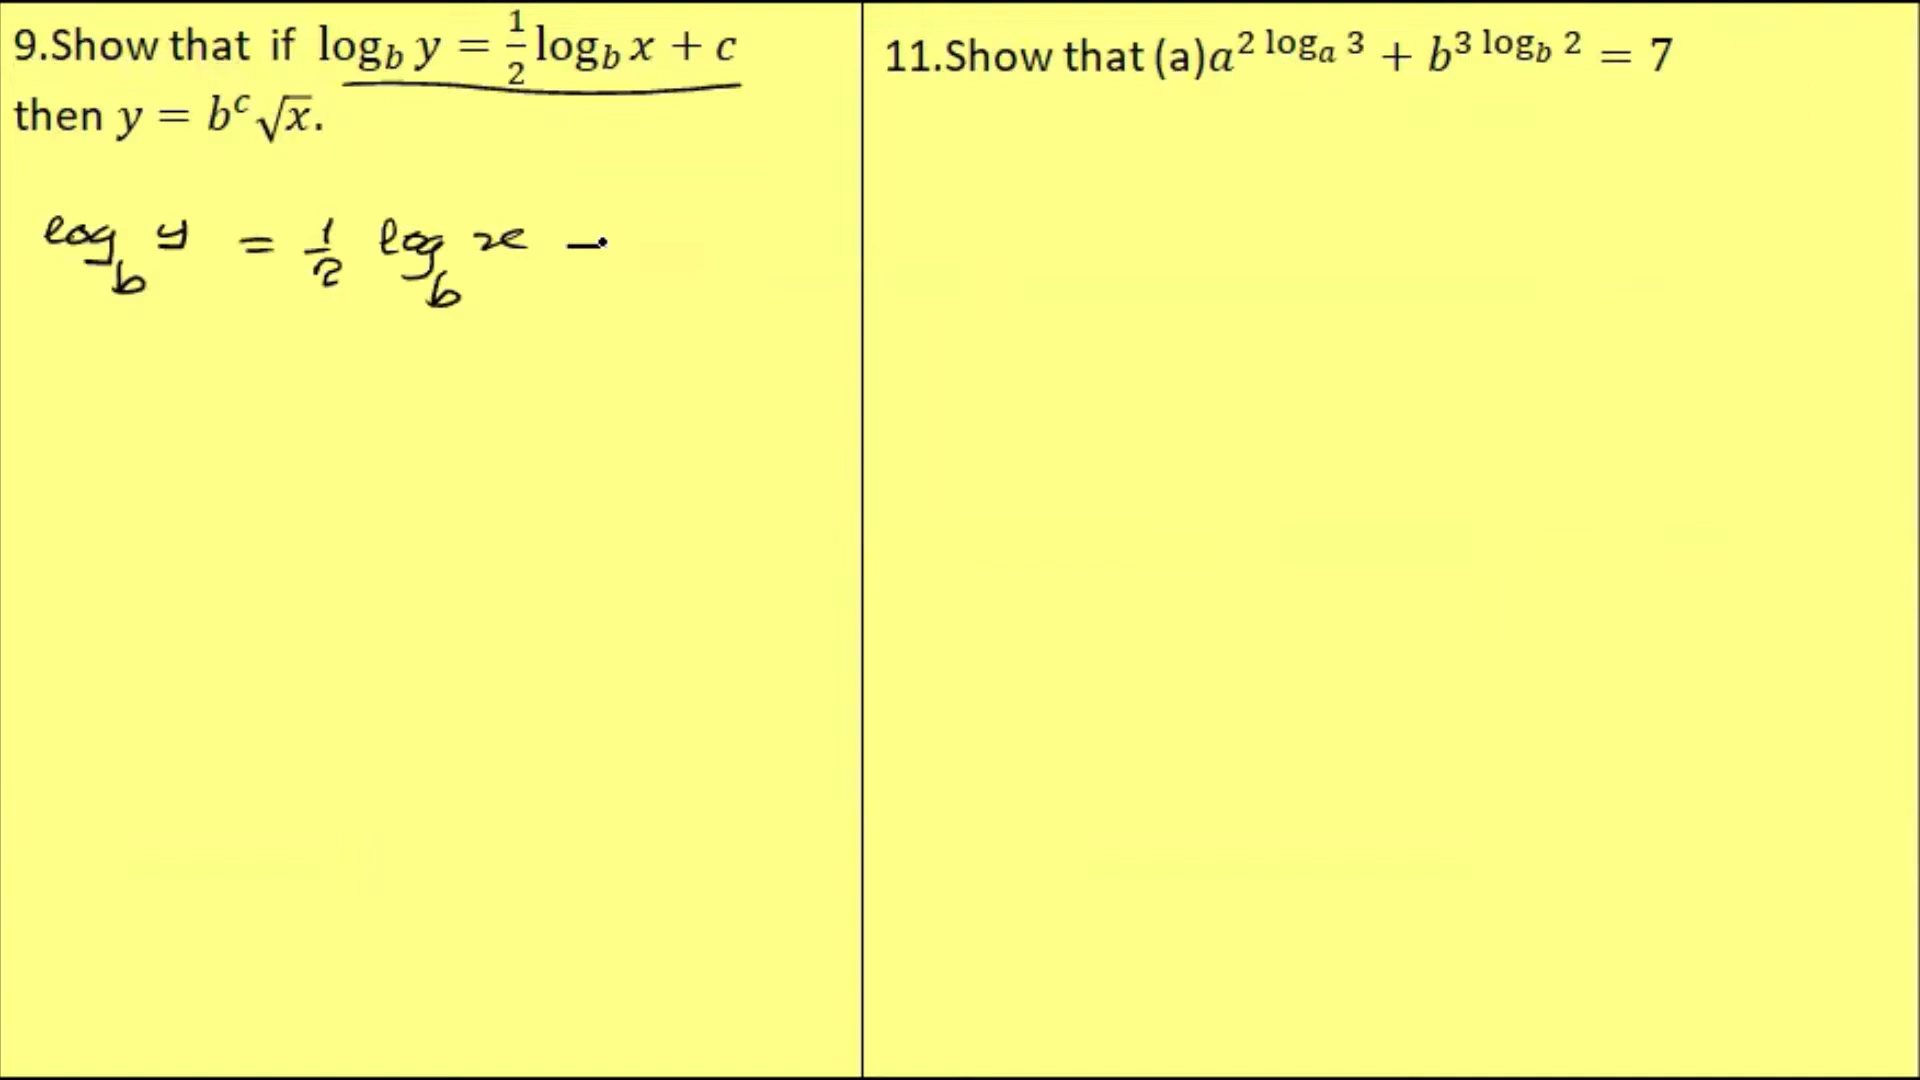 9.Show that if log_b y = 1/2 log_b x + c
then y = b^c √x.
log_b y = 1/2 log_b x −
11.Show that (a)a^{2 log_a 3} + b^{3 log_b 2} = 7